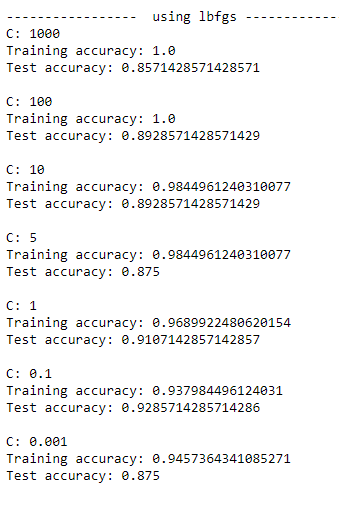 -----------------  using lbfgs ------------
C: 1000
Training accuracy: 1.0
Test accuracy: 0.8571428571428571
C: 100
Training accuracy: 1.0
Test accuracy: 0.8928571428571429
C: 10
Training accuracy: 0.9844961240310077
Test accuracy: 0.8928571428571429
C: 5
Training accuracy: 0.9844961240310077
Test accuracy: 0.875
C: 1
Training accuracy: 0.9689922480620154
Test accuracy: 0.9107142857142857
C: 0.1
Training accuracy: 0.937984496124031
Test accuracy: 0.9285714285714286
C: 0.001
Training accuracy: 0.9457364341085271
Test accuracy: 0.875